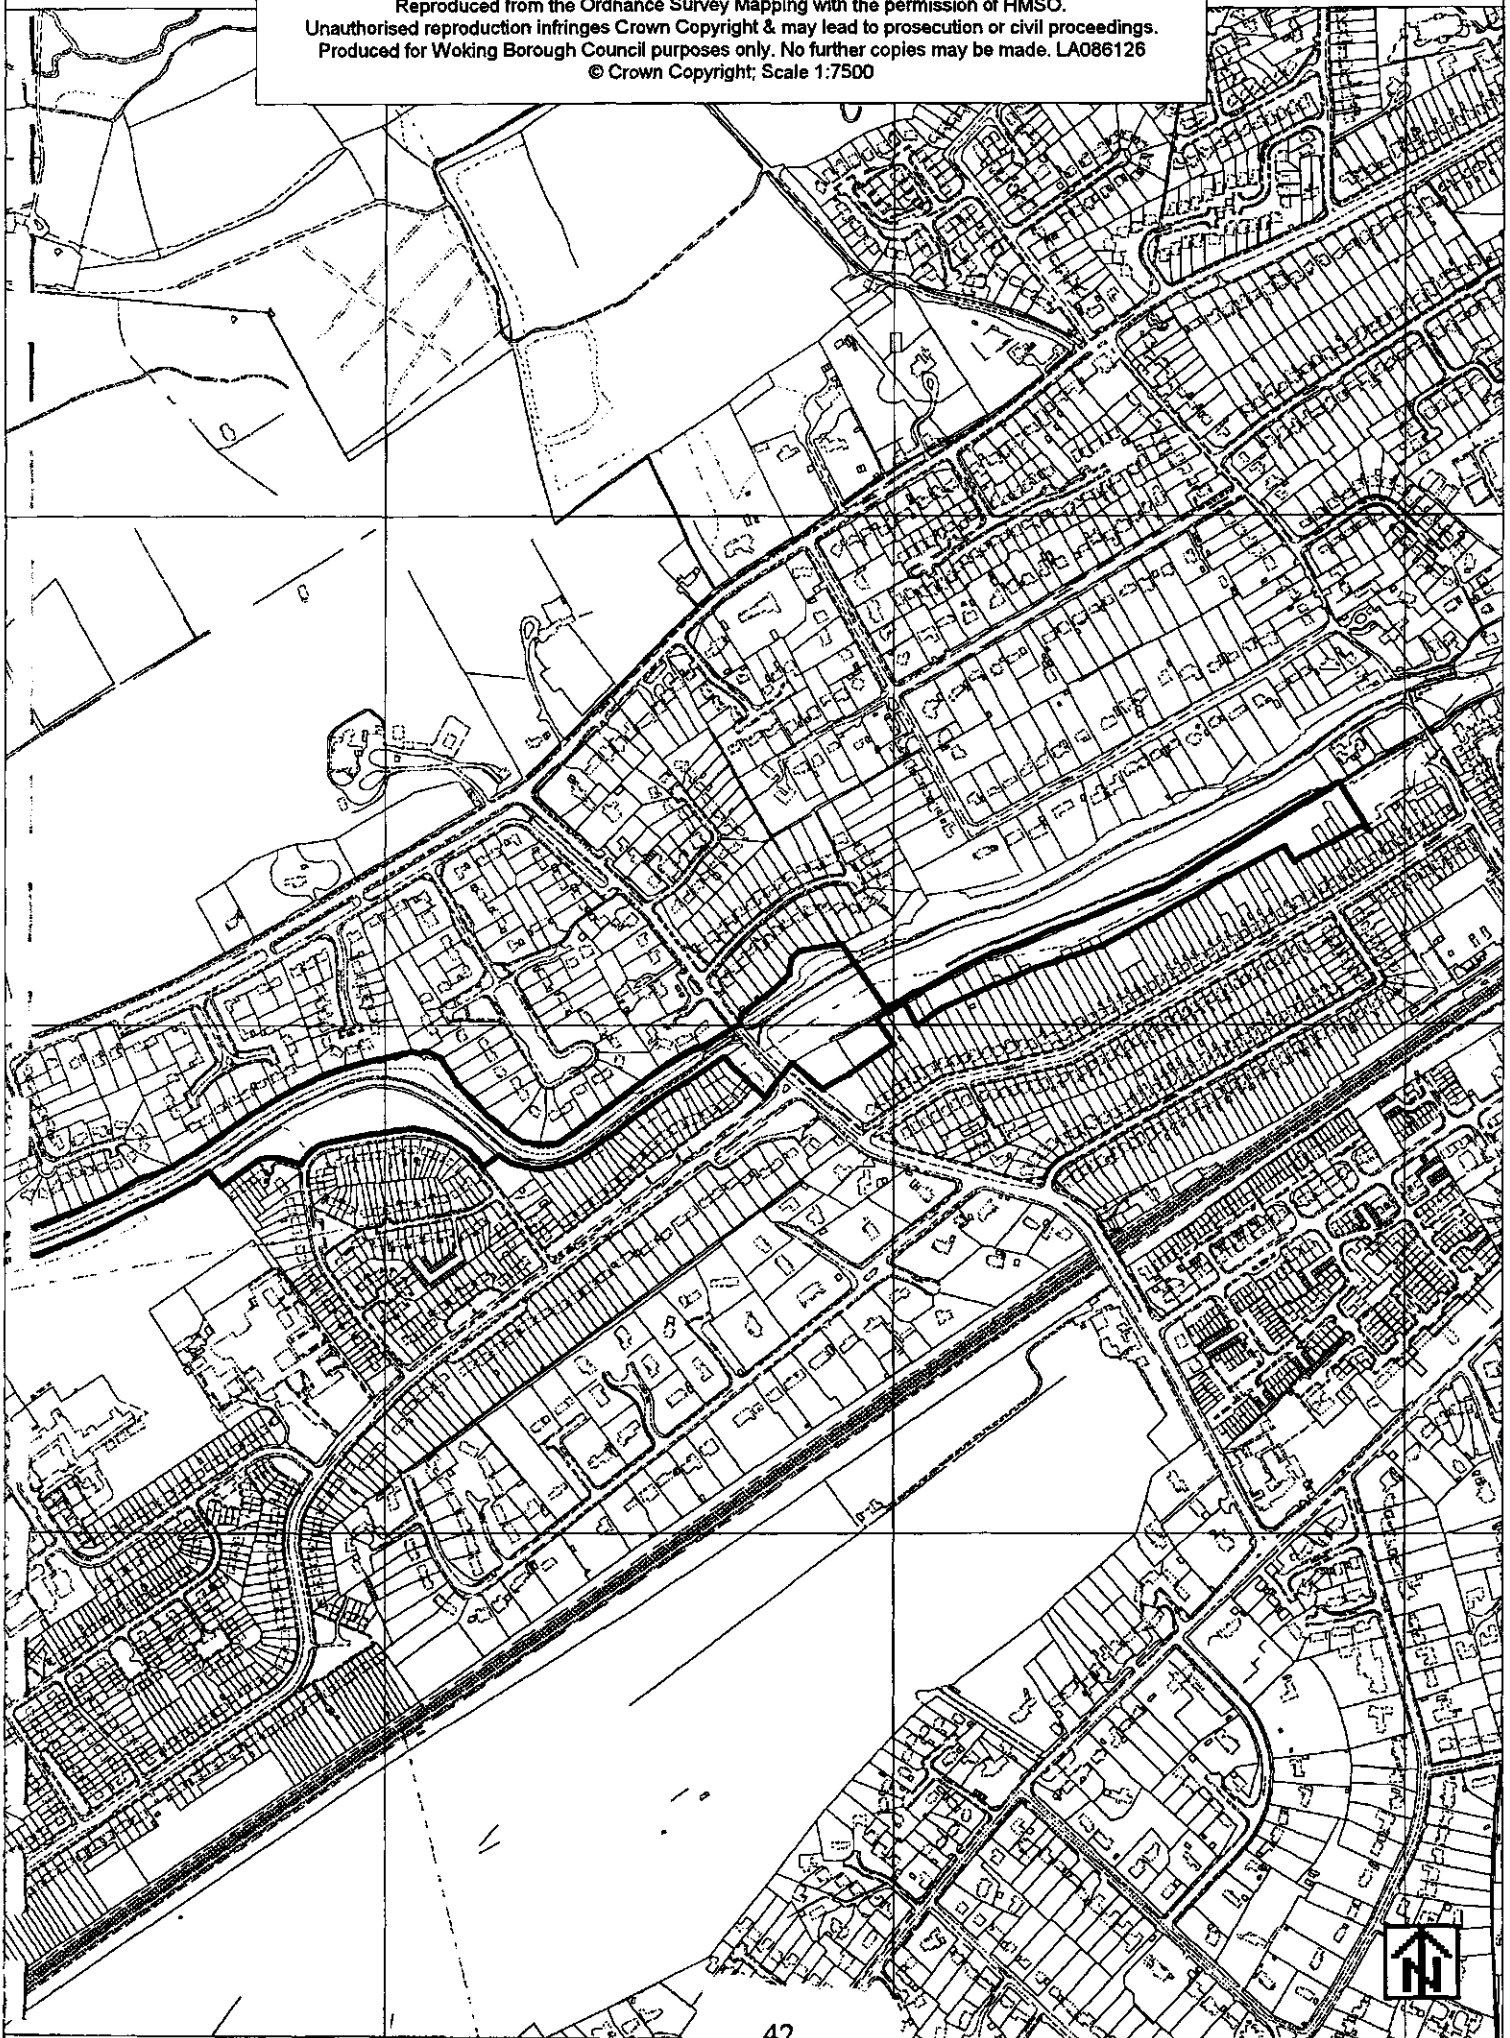 Reproduced from the Ordnance Survey Mapping with the permission of HMSO.
Unauthorised reproduction infringes Crown Copyright & may lead to prosecution or civil proceedings.
Produced for Woking Borough Council purposes only. No further copies may be made. LA086126
© Crown Copyright; Scale 1:7500
N
42